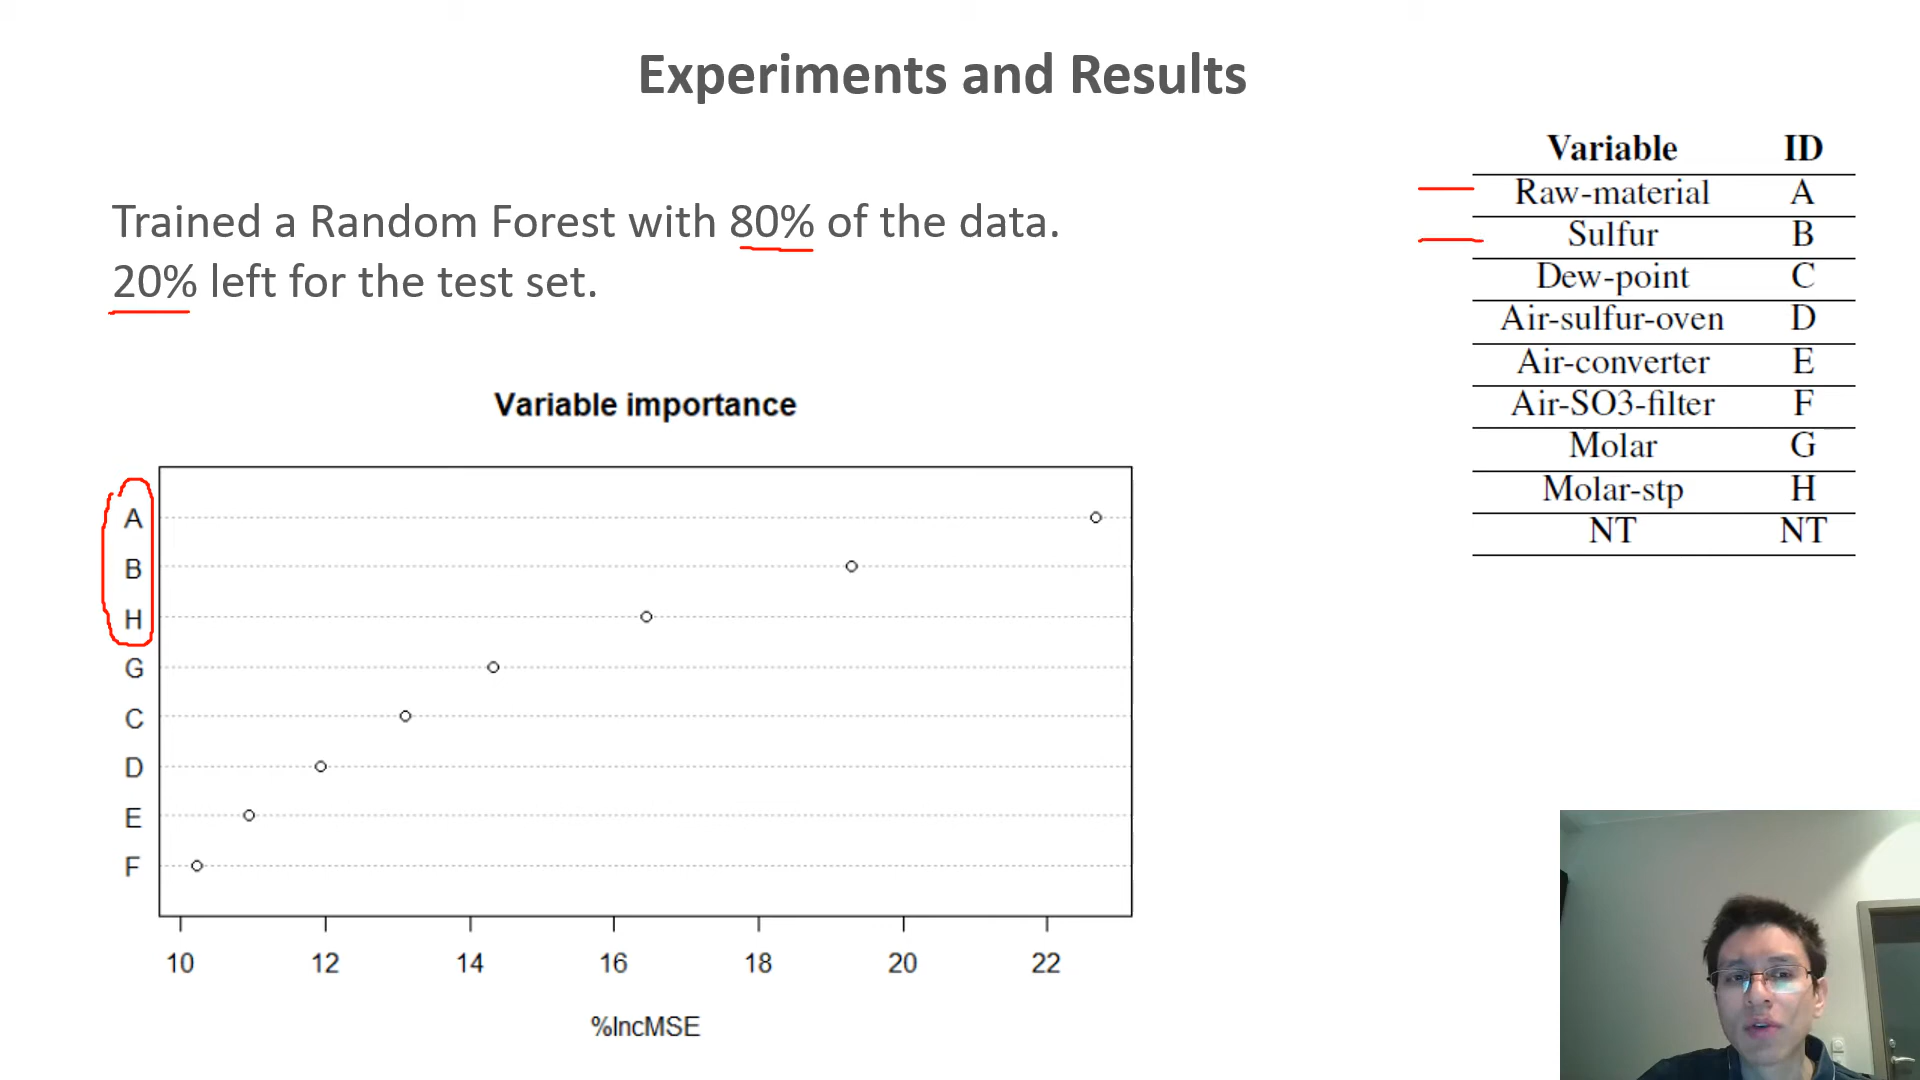 Experiments and Results
Trained a Random Forest with 80% of the data.
20% left for the test set.
Variable ID
Raw-material A
Sulfur B
Dew-point C
Air-sulfur-oven D
Air-converter E
Air-SO3-filter F
Molar G
Molar-stp H
NT NT
Variable importance
A
B
H
G
C
D
E
F
10 12 14 16 18 20 22
%IncMSE